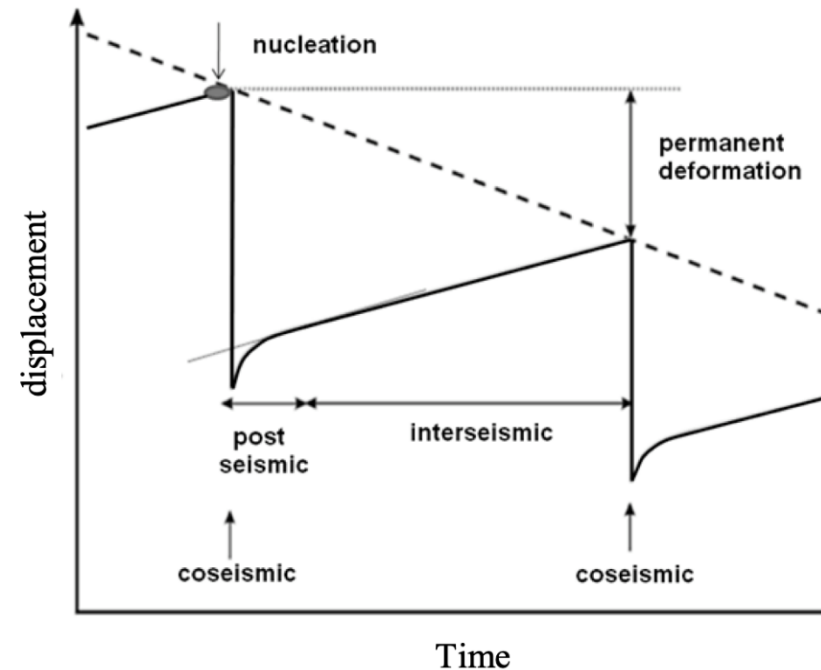 nucleation
permanent
deformation
displacement
post
seismic
interseismic
coseismic
coseismic
Time